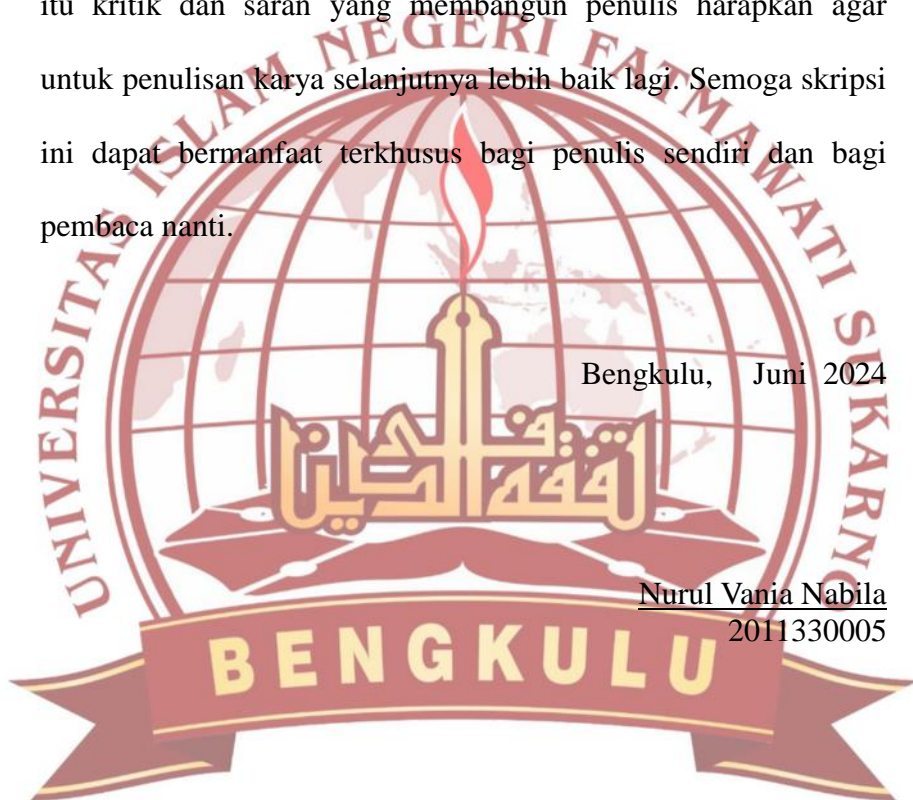 itu kritik dan saran yang membangun penulis harapkan agar
untuk penulisan karya selanjutnya lebih baik lagi. Semoga skripsi
ini dapat bermanfaat terkhusus bagi penulis sendiri dan bagi
pembaca nanti.
Bengkulu, Juni 2024
Nurul Vania Nabila
2011330005
UNIVERSITAS ISLAM NEGERI FATMAWATI SUKARNO
BENGKULU